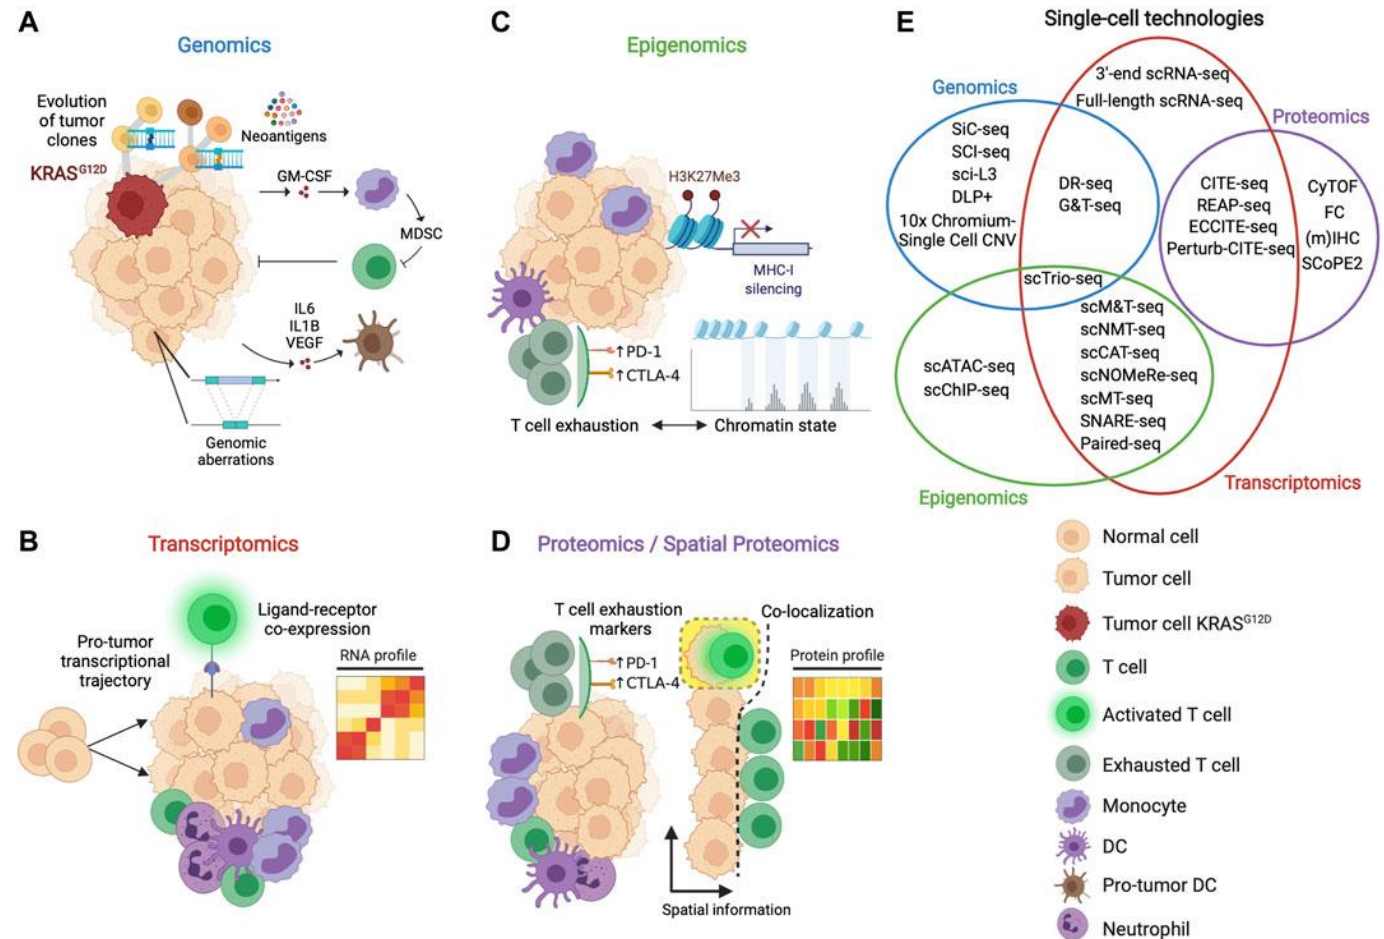 A
Genomics
Evolution
of tumor
clones
KRASG12D
Neoantigens
GM-CSF
MDSC
IL6
IL1B
VEGF
Genomic
aberrations
B
Transcriptomics
Pro-tumor
transcriptional
trajectory
Ligand-receptor
co-expression
RNA profile
C
Epigenomics
H3K27Me3
MHC-I
silencing
↑PD-1
↑CTLA-4
T cell exhaustion
Chromatin state
D
Proteomics / Spatial Proteomics
T cell exhaustion
markers
↑PD-1
↑CTLA-4
Co-localization
Protein profile
Spatial information
E
Single-cell technologies
Genomics
Proteomics
Epigenomics
Transcriptomics
3'-end scRNA-seq
Full-length scRNA-seq
SiC-seq
SCI-seq
sci-L3
DLP+
10x Chromium-
Single Cell CNV
DR-seq
G&T-seq
CITE-seq
REAP-seq
ECCITE-seq
Perturb-CITE-seq
CyTOF
FC
(m)IHC
SCoPE2
scTrio-seq
scM&T-seq
scNMT-seq
scCAT-seq
scNOMeRe-seq
scMT-seq
SNARE-seq
Paired-seq
scATAC-seq
scChIP-seq
Normal cell
Tumor cell
Tumor cell KRASG12D
T cell
Activated T cell
Exhausted T cell
Monocyte
DC
Pro-tumor DC
Neutrophil